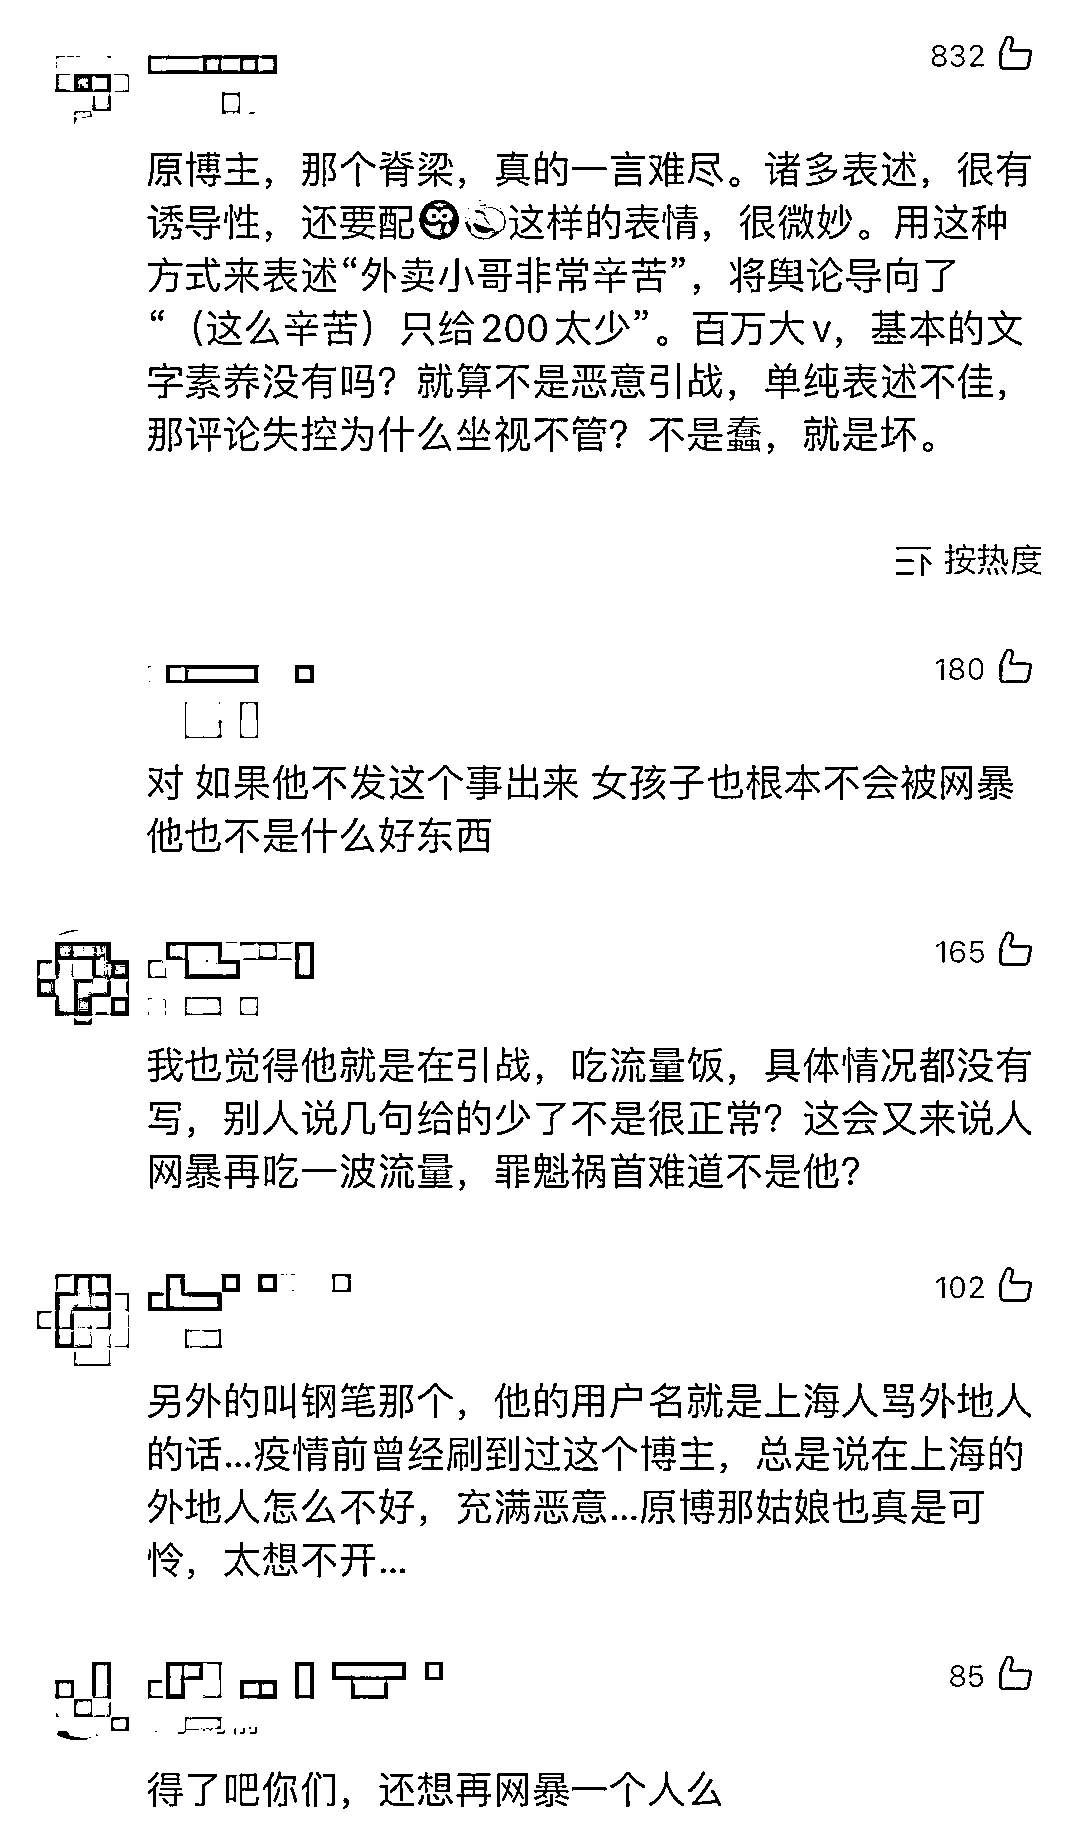 832
原博主，那个脊梁，真的一言难尽。诸多表述，很有
诱导性，还要配这样的表情，很微妙。用这种
方式来表述“外卖小哥非常辛苦”，将舆论导向了
“（这么辛苦）只给200太少”。百万大v，基本的文
字素养没有吗？就算不是恶意引战，单纯表述不佳，
那评论失控为什么坐视不管？不是蠢，就是坏。
按热度
180
对 如果他不发这个事出来 女孩子也根本不会被网暴
他也不是什么好东西
165
我也觉得他就是在引战，吃流量饭，具体情况都没有
写，别人说几句给的少了不是很正常？这会又来说人
网暴再吃一波流量，罪魁祸首难道不是他？
102
另外的叫钢笔那个，他的用户名就是上海人骂外地人
的话...疫情前曾经刷到过这个博主，总是说在上海的
外地人怎么不好，充满恶意...原博那姑娘也真是可
怜，太想不开...
85
得了吧你们，还想再网暴一个人么